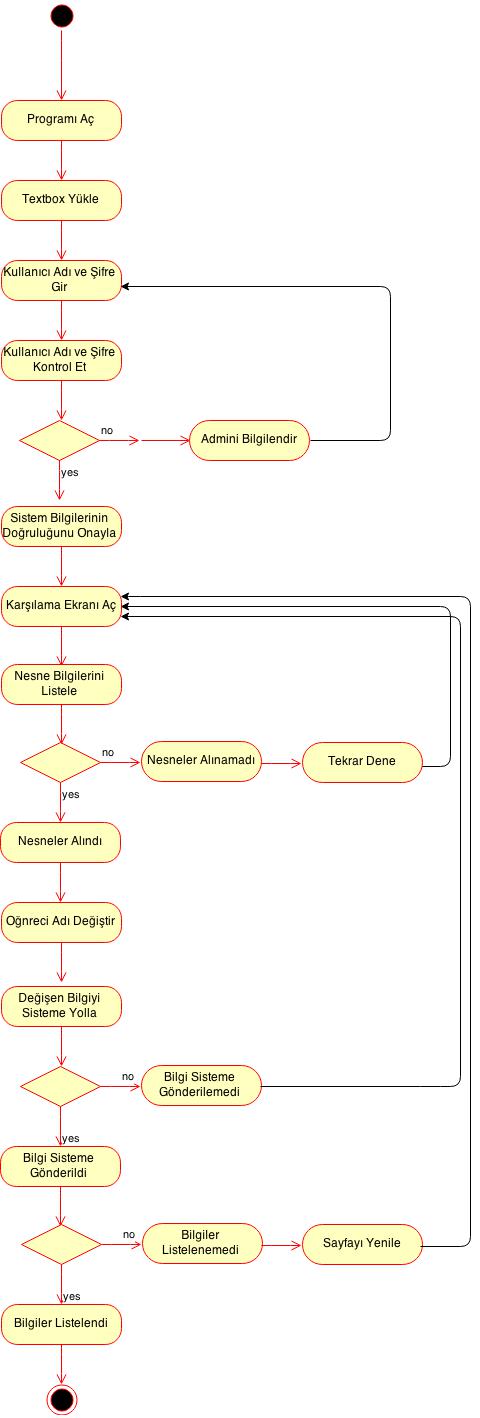 Programı Aç
Textbox Yükle
Kullanıcı Adı ve Şifre
Gir
Kullanıcı Adı ve Şifre
Kontrol Et
no
Admini Bilgilendir
yes
Sistem Bilgilerinin
Doğruluğunu Onayla
Karşılama Ekranı Aç
Nesne Bilgilerini
Listele
no
Nesneler Alınamadı
Tekrar Dene
yes
Nesneler Alındı
Oğnreci Adı Değiştir
Değişen Bilgiyi
Sisteme Yolla
no
Bilgi Sisteme
Gönderilemedi
yes
Bilgi Sisteme
Gönderildi
no
Bilgiler
Listelenemedi
Sayfayı Yenile
yes
Bilgiler Listelendi